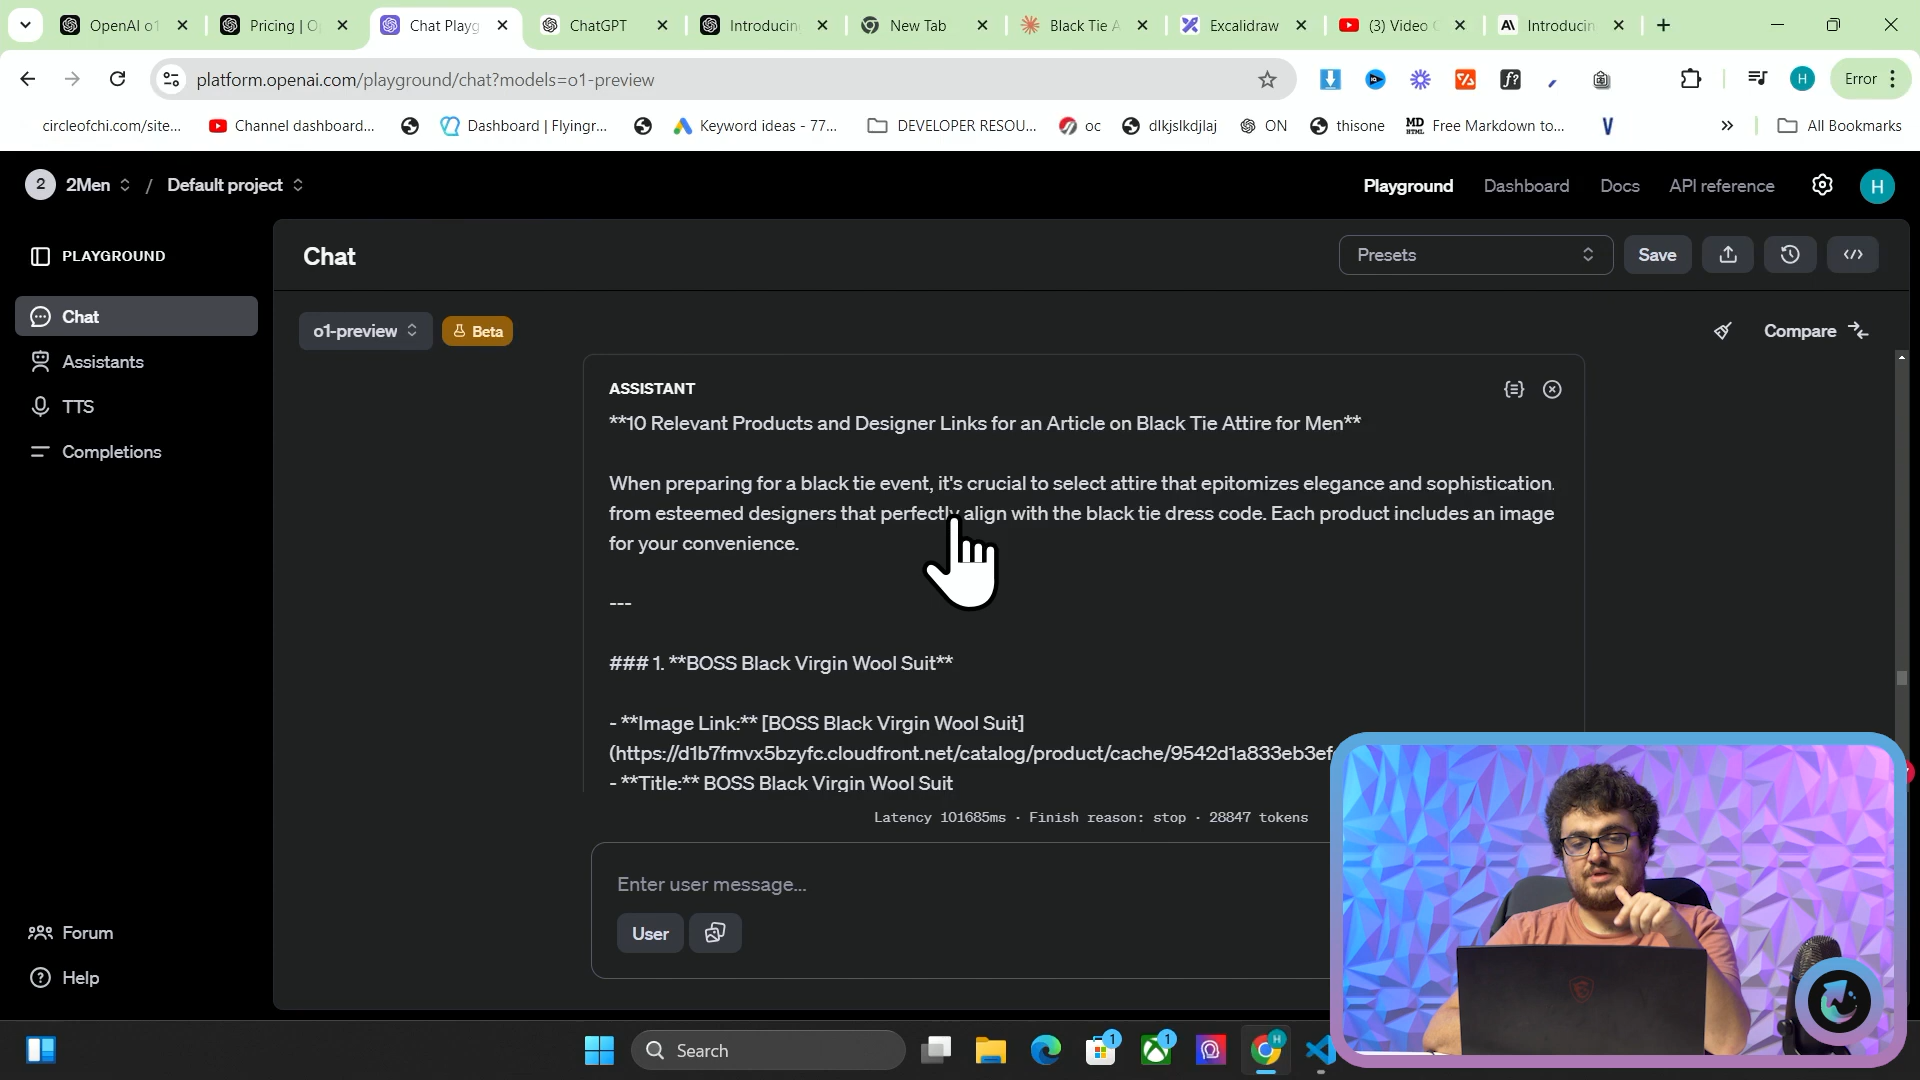 OpenAI o1
Pricing | O
Chat Playg
ChatGPT
Introducin
New Tab
Black Tie A
Excalidraw
(3) Video C
Introducin
platform.openai.com/playground/chat?models=o1-preview
Error
circleofchi.com/site...
Channel dashboard...
Dashboard | Flyingr...
Keyword ideas - 77...
DEVELOPER RESOU...
oc
dlkjslkdjlaj
ON
thisone
Free Markdown to...
All Bookmarks
2 2Men / Default project
Playground
Dashboard
Docs
API reference
H
PLAYGROUND
Chat
Assistants
TTS
Completions
Forum
Help
Chat
Presets
Save
o1-preview
Beta
Compare
ASSISTANT
**10 Relevant Products and Designer Links for an Article on Black Tie Attire for Men**
When preparing for a black tie event, it's crucial to select attire that epitomizes elegance and sophistication.
from esteemed designers that perfectly align with the black tie dress code. Each product includes an image
for your convenience.
---
### 1. **BOSS Black Virgin Wool Suit**
- **Image Link:** [BOSS Black Virgin Wool Suit]
(https://d1b7fmvx5bzyfc.cloudfront.net/catalog/product/cache/9542d1a833eb3ef
- **Title:** BOSS Black Virgin Wool Suit
Latency 101685ms · Finish reason: stop · 28847 tokens
Enter user message...
User
Search